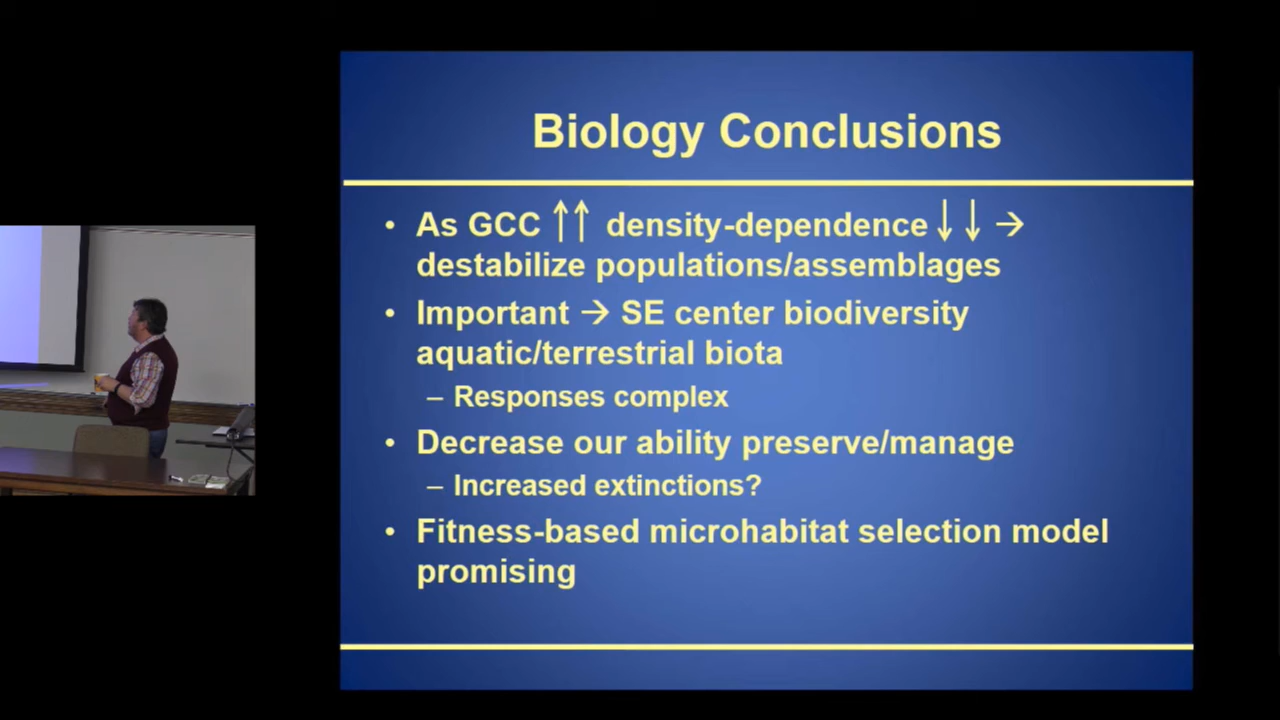 Biology Conclusions
• As GCC ↑↑ density-dependence ↓↓ →
destabilize populations/assemblages
• Important → SE center biodiversity
aquatic/terrestrial biota
– Responses complex
• Decrease our ability preserve/manage
– Increased extinctions?
• Fitness-based microhabitat selection model
promising